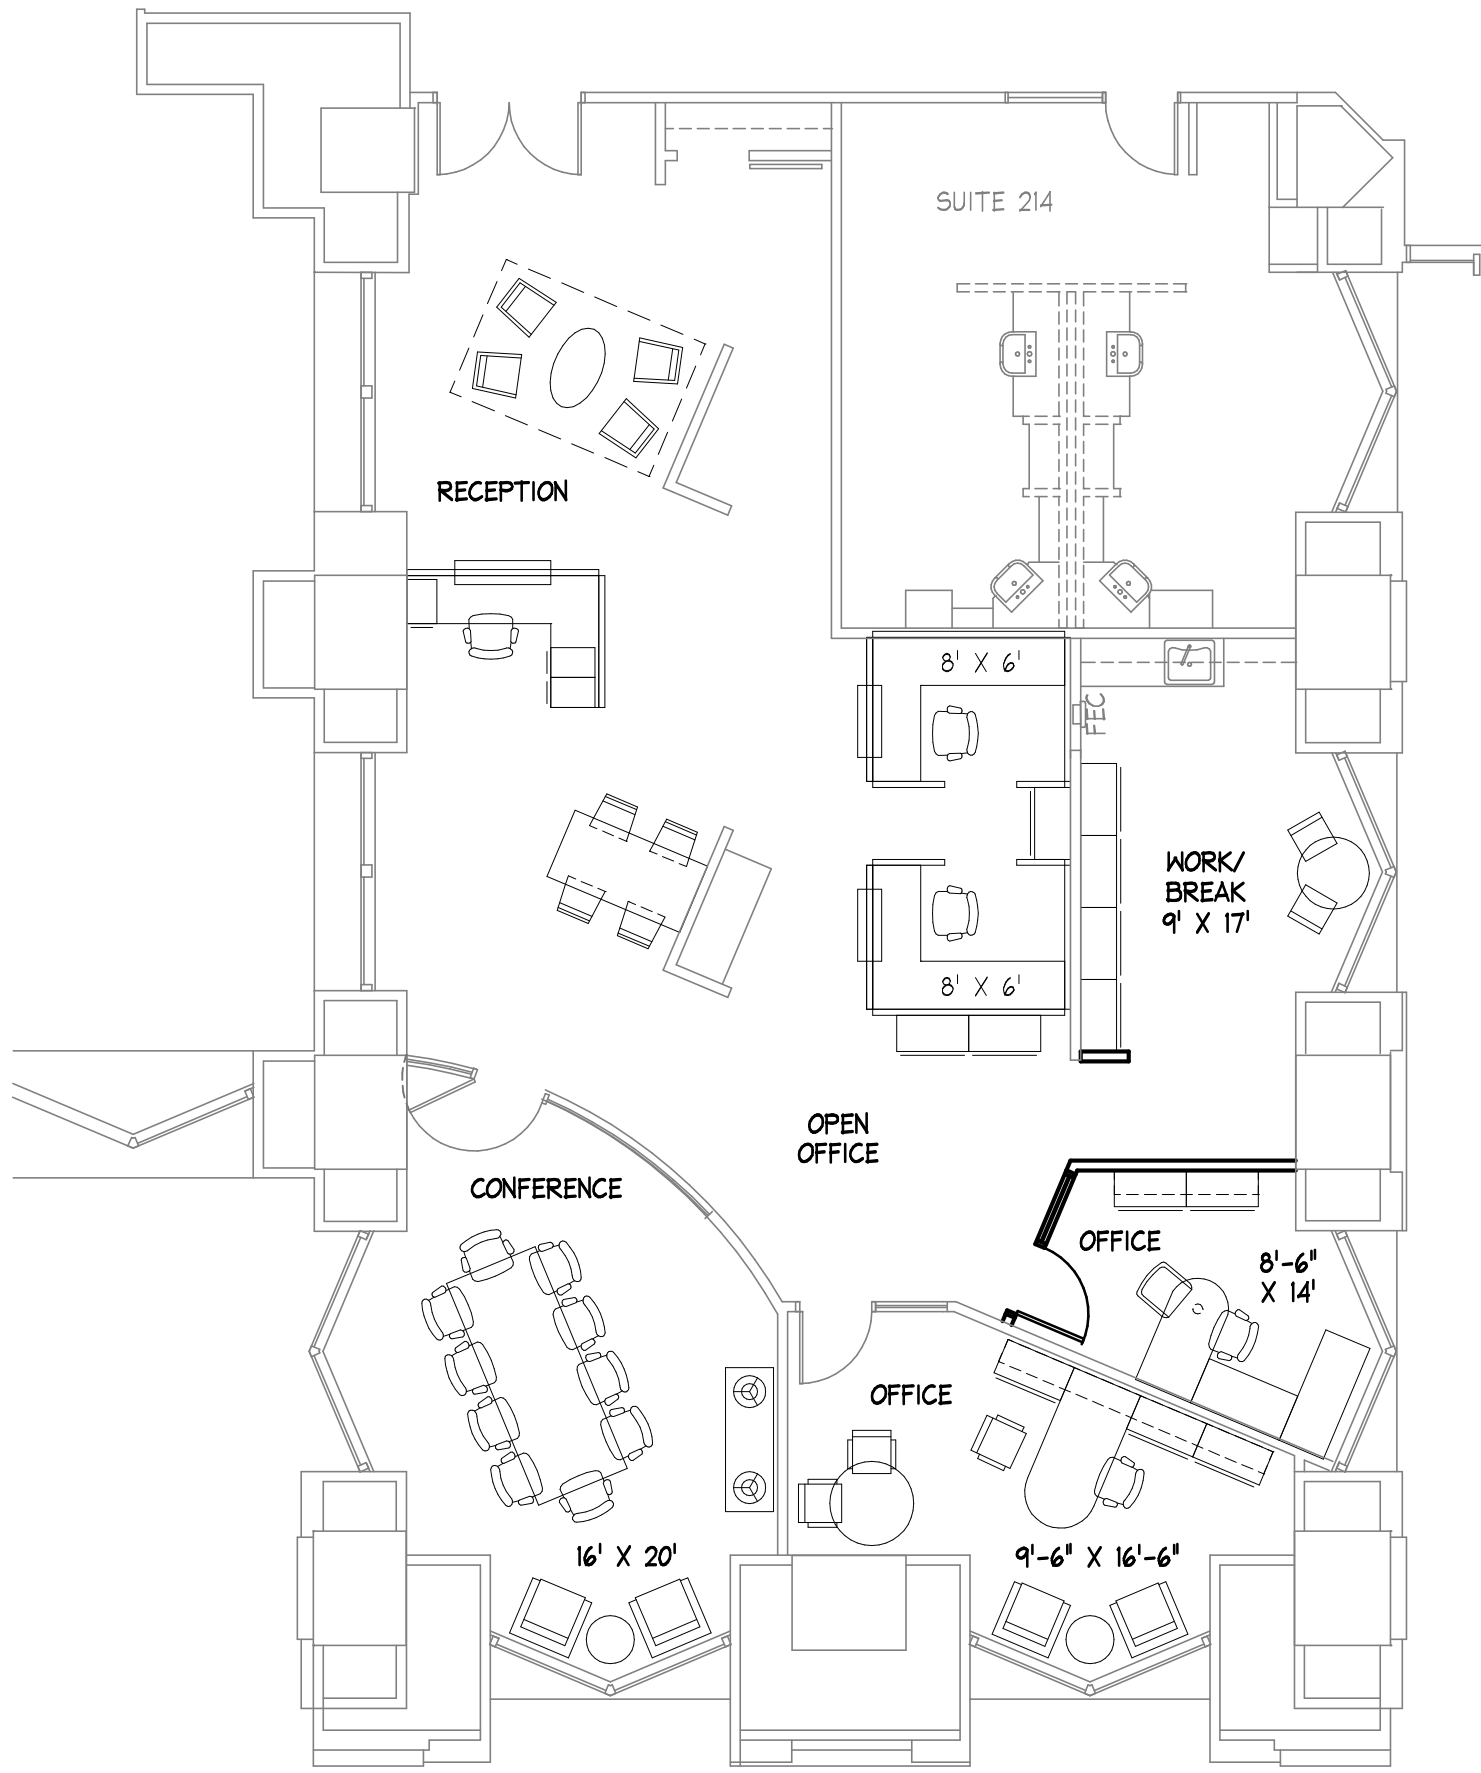 SUITE 214
RECEPTION
8' X 6'
FEC
WORK/
BREAK
9' X 17'
8' X 6'
OPEN
OFFICE
CONFERENCE
OFFICE
8'-6"
X 14'
OFFICE
16' X 20'
9'-6" X 16'-6"